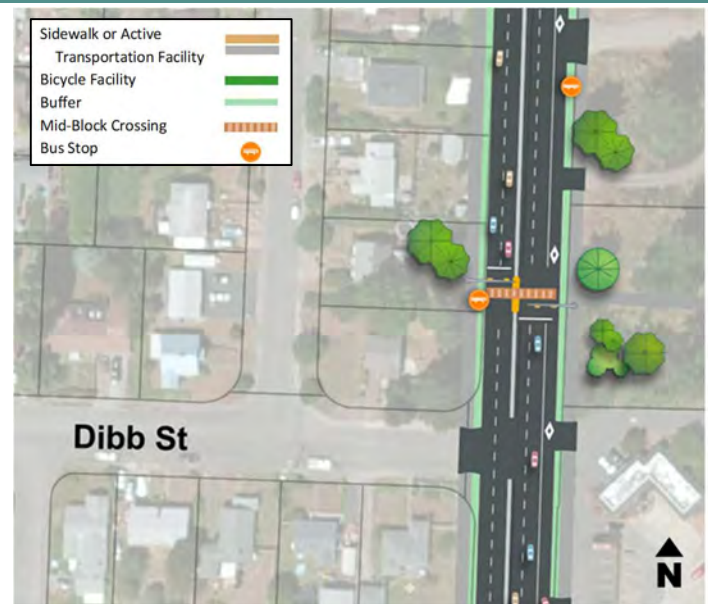 Sidewalk or Active
Transportation Facility
Bicycle Facility
Buffer
Mid-Block Crossing
Bus Stop
Dibb St
N